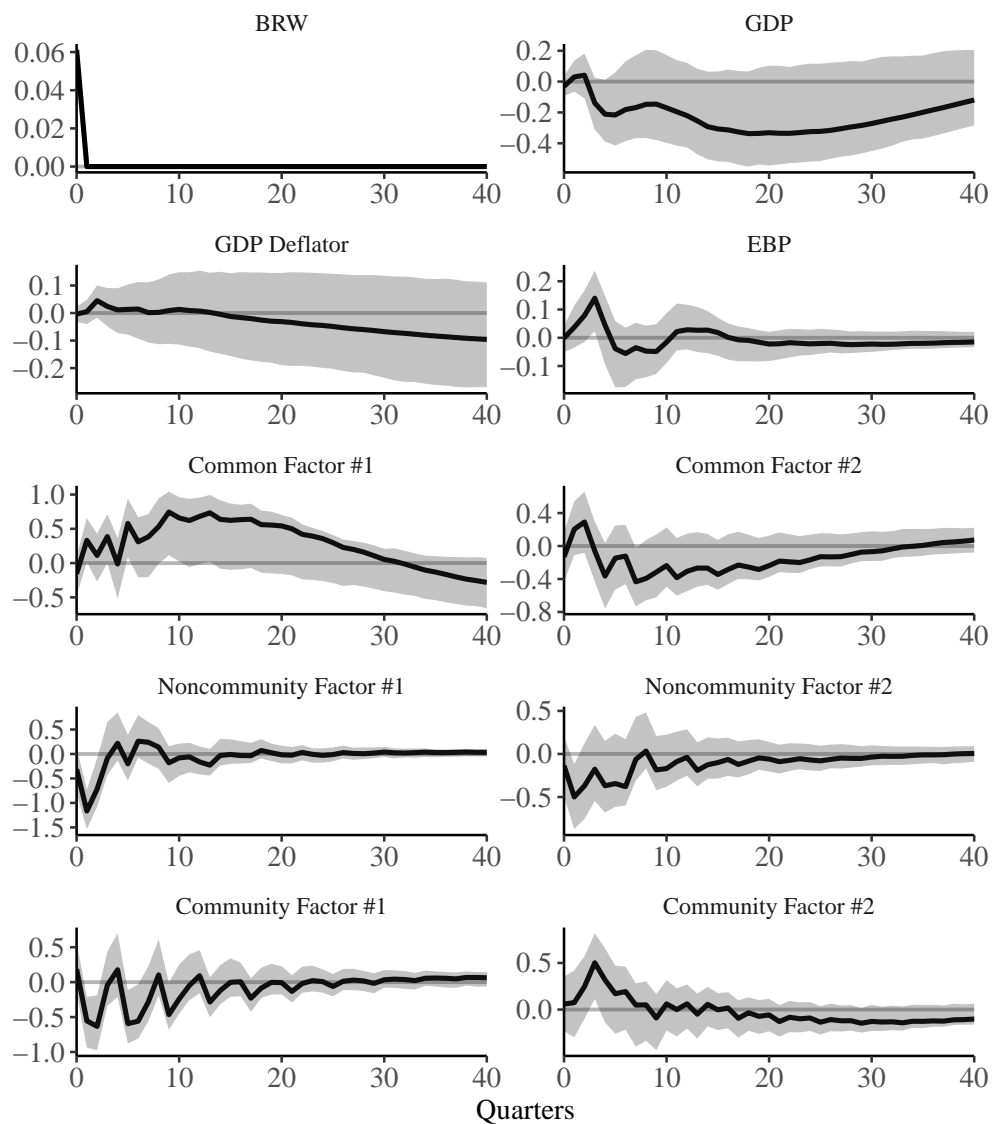 BRW
0.06
0.04
0.02
0.00
0 10 20 30 40
GDP
0.2
0.0
−0.2
−0.4
0 10 20 30 40
GDP Deflator
0.1
0.0
−0.1
−0.2
0 10 20 30 40
EBP
0.2
0.1
0.0
−0.1
0 10 20 30 40
Common Factor #1
1.0
0.5
0.0
−0.5
0 10 20 30 40
Common Factor #2
0.4
0.0
−0.4
−0.8
0 10 20 30 40
Noncommunity Factor #1
0.5
0.0
−0.5
−1.0
−1.5
0 10 20 30 40
Noncommunity Factor #2
0.5
0.0
−0.5
0 10 20 30 40
Community Factor #1
0.5
0.0
−0.5
−1.0
0 10 20 30 40
Community Factor #2
0.5
0.0
0 10 20 30 40
Quarters